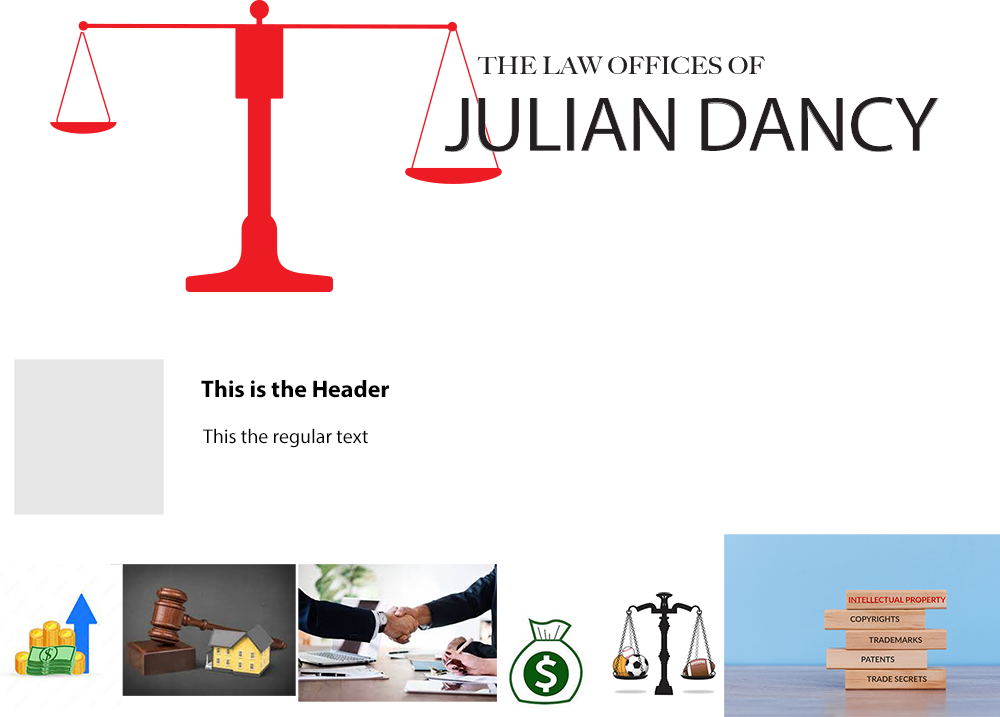 THE LAW OFFICES OF
JULIAN DANCY
This is the Header
This the regular text
$
$
INTELLECTUAL PROPERTY
COPYRIGHTS
TRADEMARKS
PATENTS
TRADE SECRETS